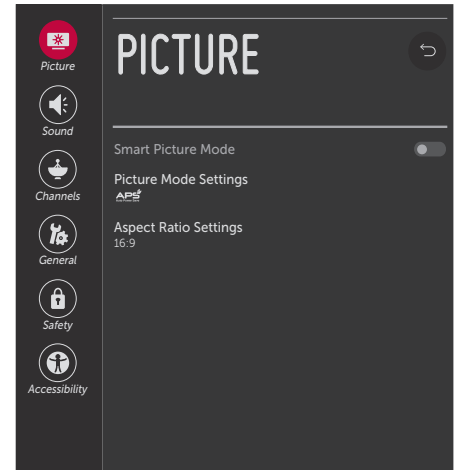 PICTURE
Picture
Sound
Channels
General
Safety
Accessibility
Smart Picture Mode
Picture Mode Settings
APS
Aspect Ratio Settings
16:9